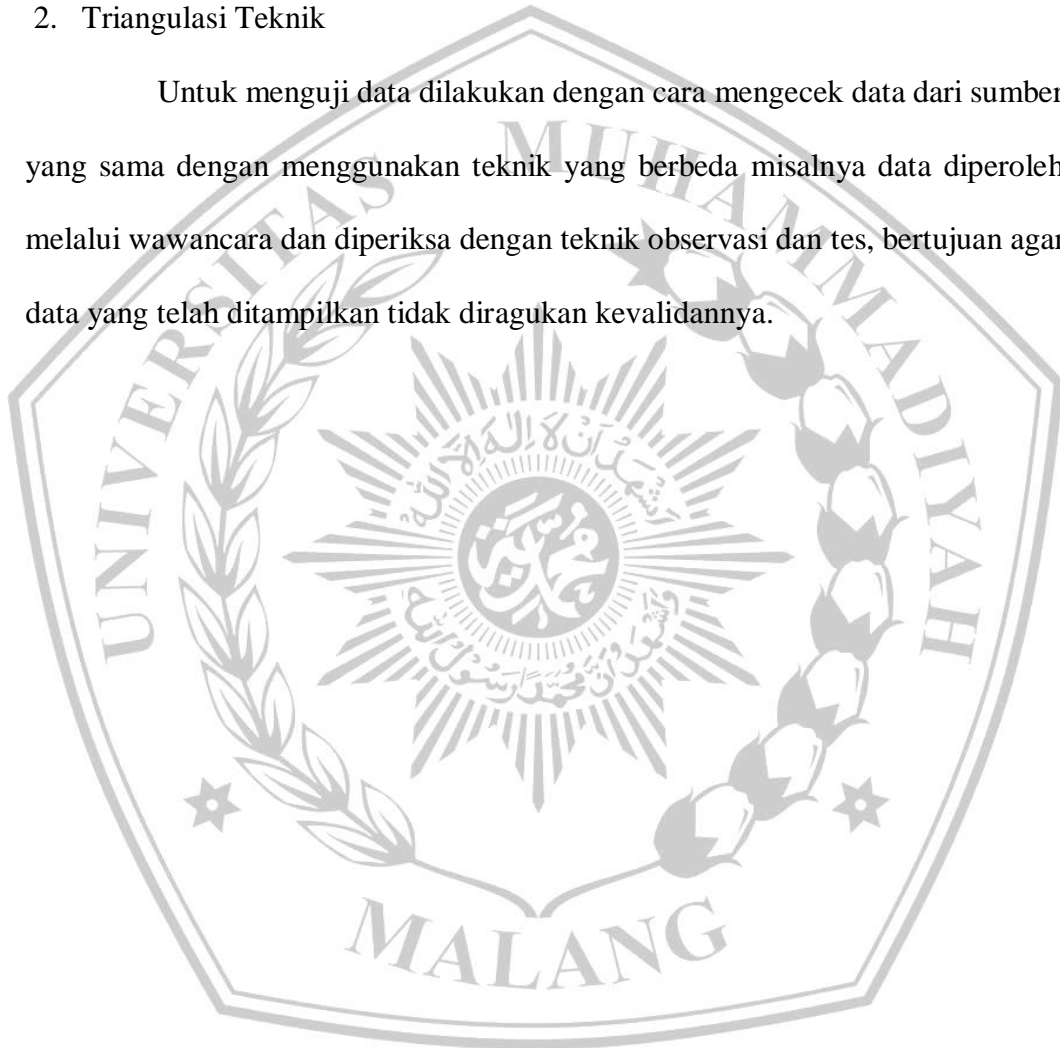 2. Triangulasi Teknik
Untuk menguji data dilakukan dengan cara mengecek data dari sumber
yang sama dengan menggunakan teknik yang berbeda misalnya data diperoleh
melalui wawancara dan diperiksa dengan teknik observasi dan tes, bertujuan agar
data yang telah ditampilkan tidak diragukan kevalidannya.
UNIVERSITAS MUHAMMADIYAH
MALANG